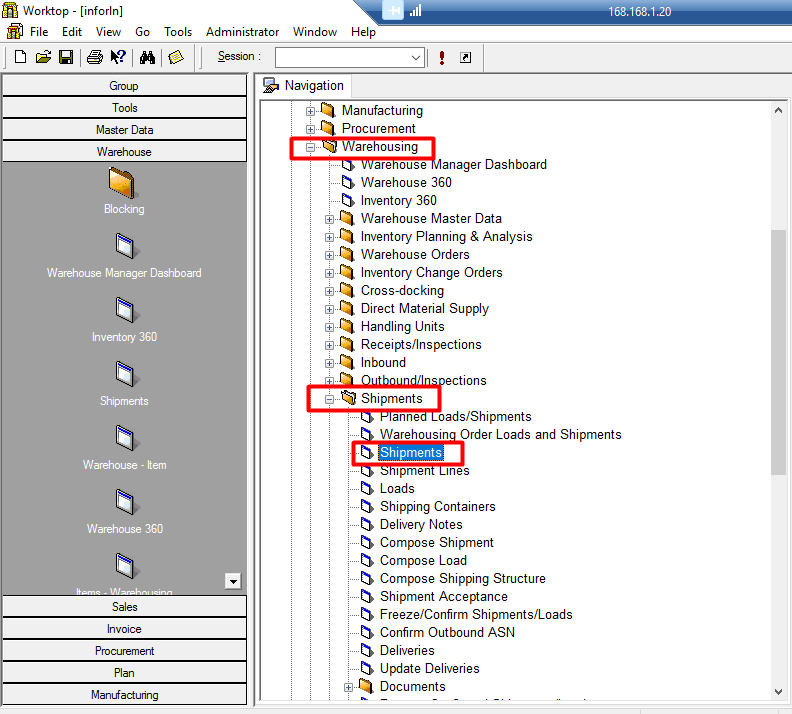 Worktop - [inforln]
168.168.1.20
File Edit View Go Tools Administrator Window Help
Session :
Group
Tools
Master Data
Warehouse
Blocking
Warehouse Manager Dashboard
Inventory 360
Shipments
Warehouse - Item
Warehouse 360
Items - Warehousing
Sales
Invoice
Procurement
Plan
Manufacturing
Navigation
Manufacturing
Procurement
Warehousing
Warehouse Manager Dashboard
Warehouse 360
Inventory 360
Warehouse Master Data
Inventory Planning & Analysis
Warehouse Orders
Inventory Change Orders
Cross-docking
Direct Material Supply
Handling Units
Receipts/Inspections
Inbound
Outbound/Inspections
Shipments
Planned Loads/Shipments
Warehousing Order Loads and Shipments
Shipments
Shipment Lines
Loads
Shipping Containers
Delivery Notes
Compose Shipment
Compose Load
Compose Shipping Structure
Shipment Acceptance
Freeze/Confirm Shipments/Loads
Confirm Outbound ASN
Deliveries
Update Deliveries
Documents